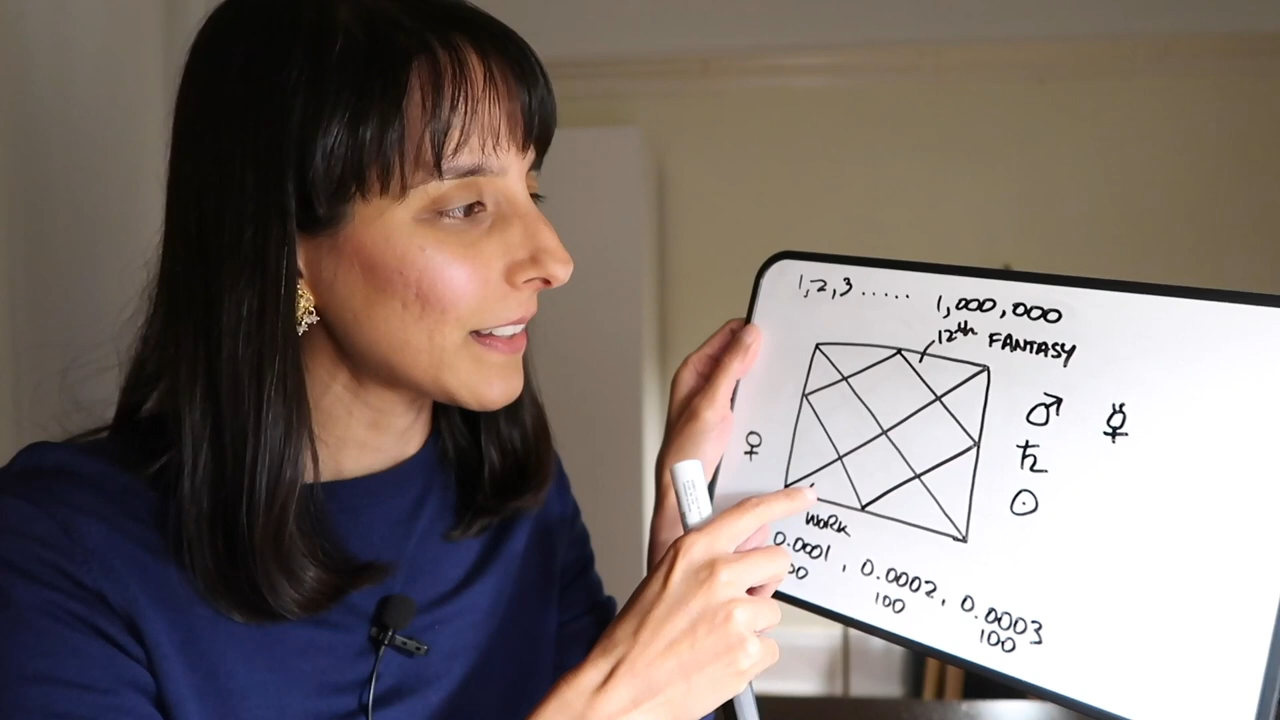 1,2,3..... 1,000,000
12th FANTASY
♂ ☿
♀ ♄
☉
WORK
0.0001, 0.0002, 0.0003
100 100